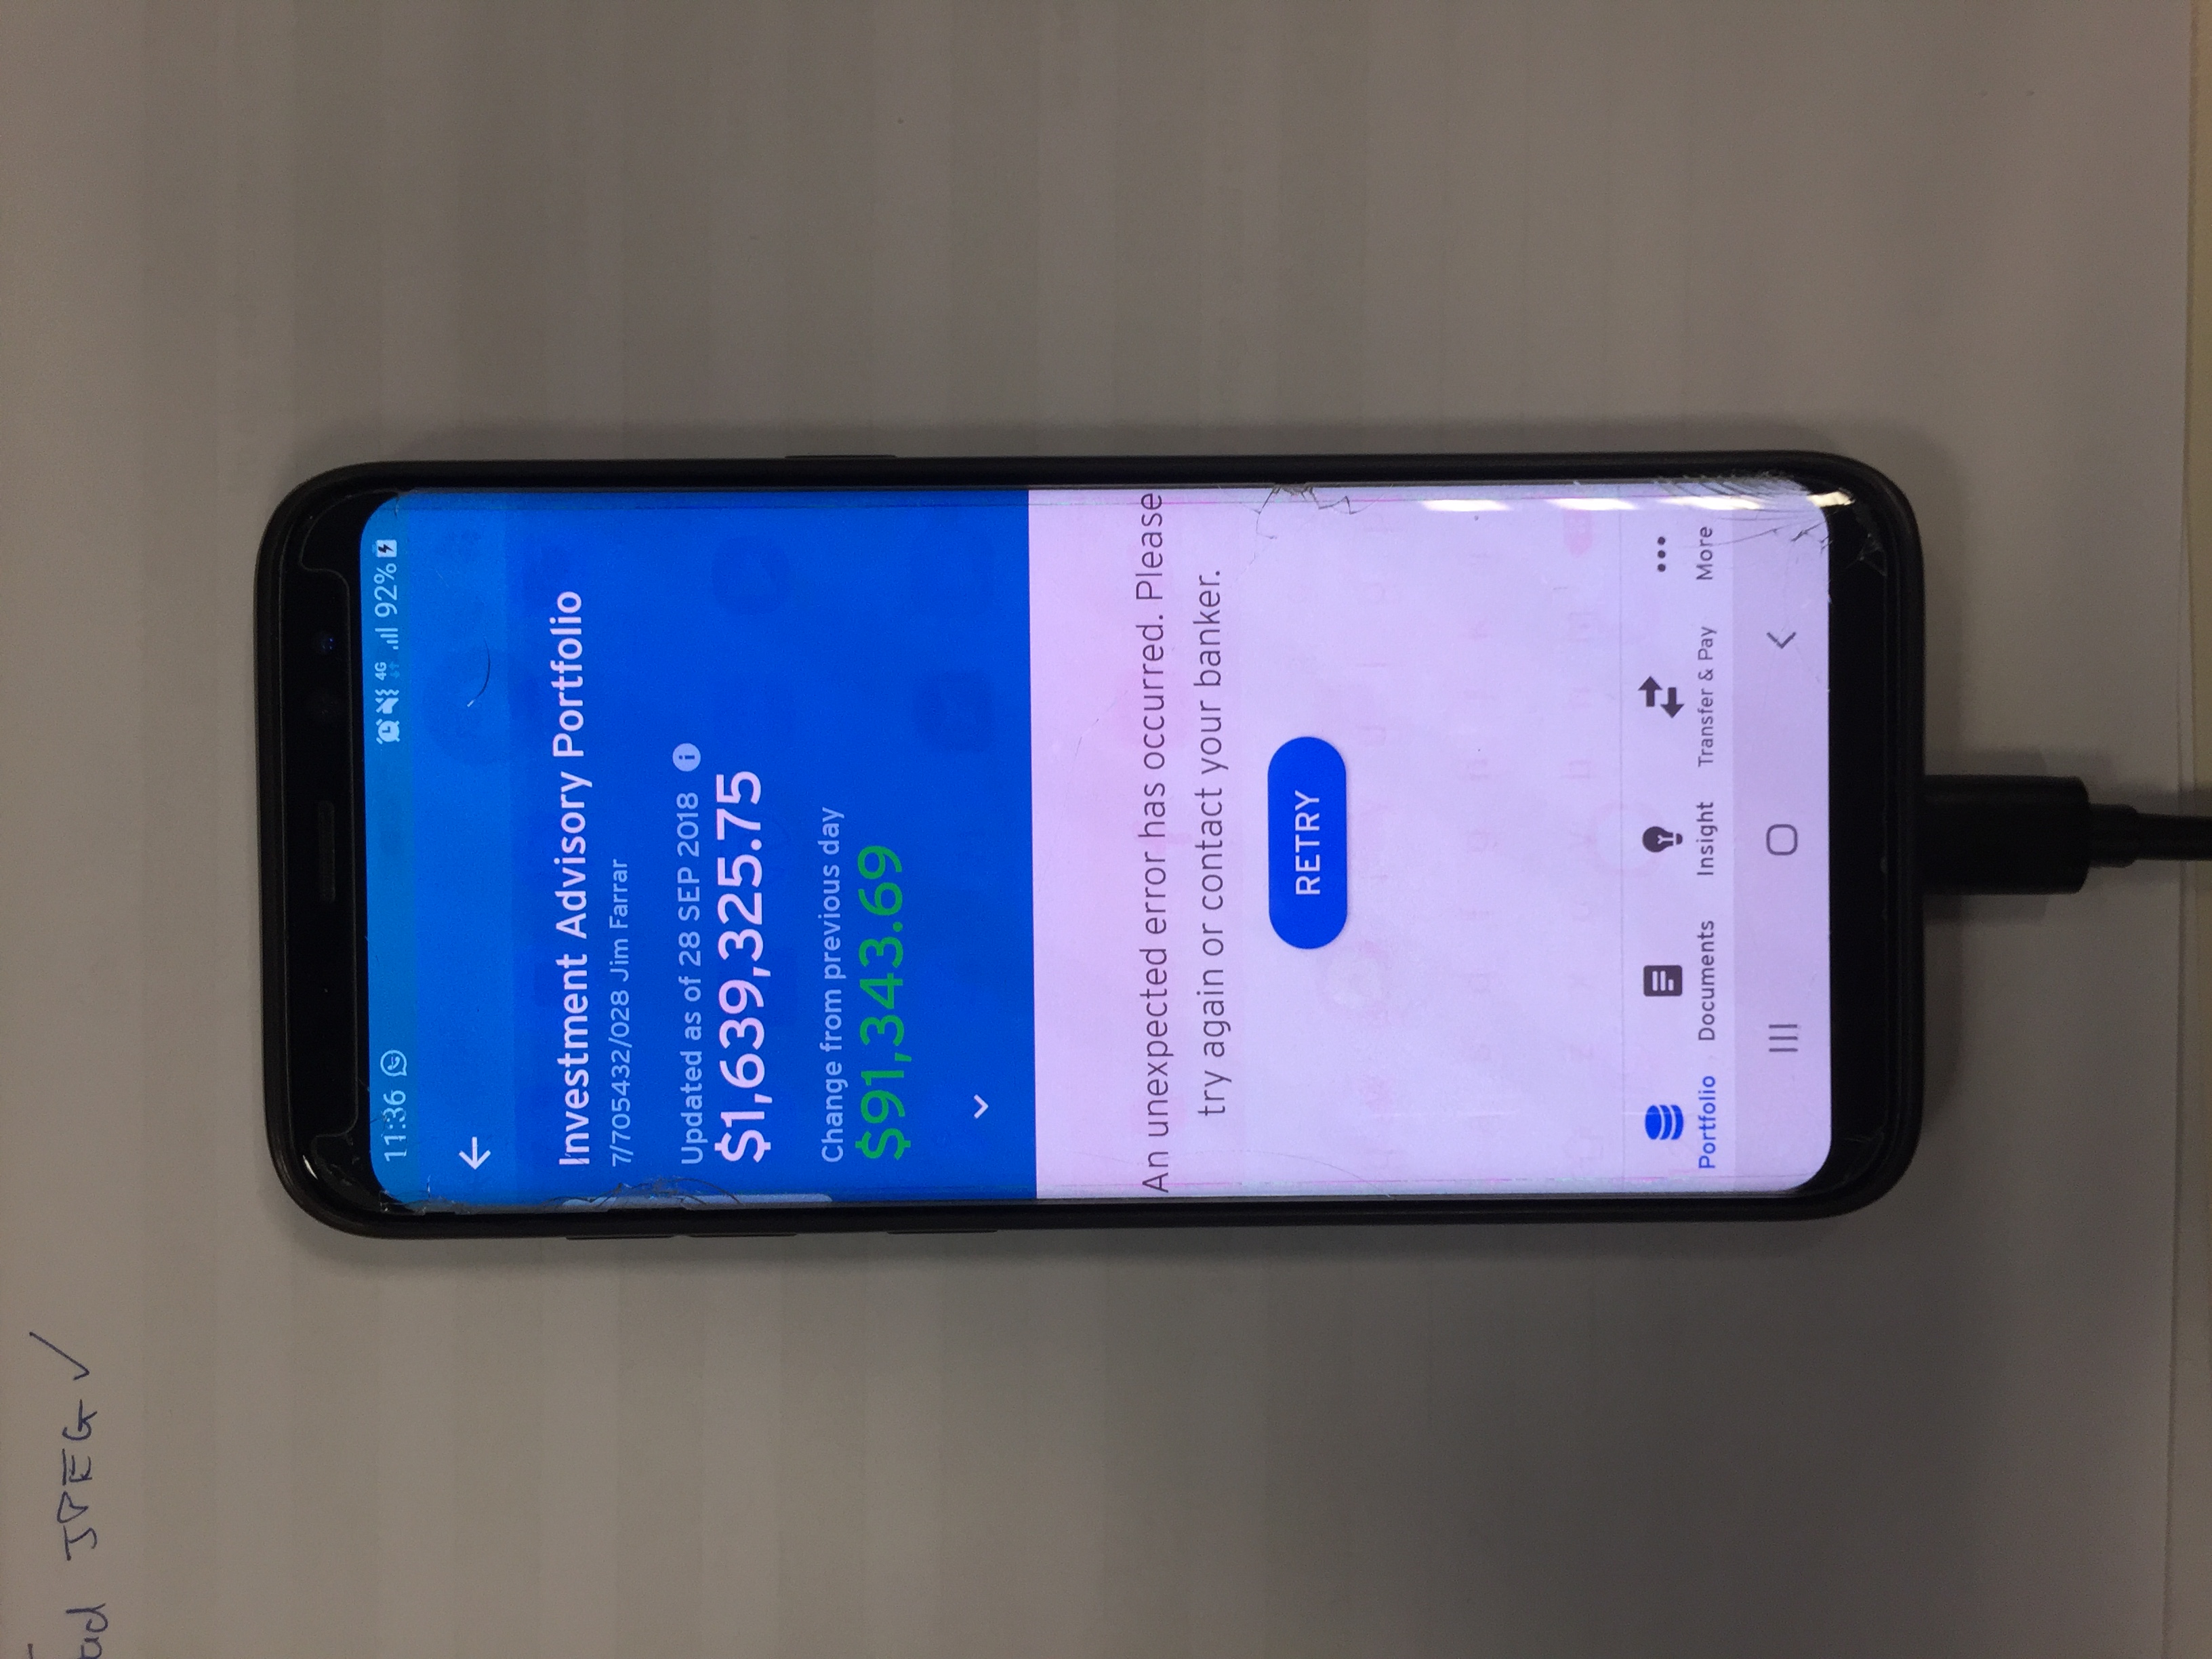 ad JPEG ✓
11:36 4G 92%
Investment Advisory Portfolio
7/705432/028 Jim Farrar
Updated as of 28 SEP 2018 i
$1,639,325.75
Change from previous day
$91,343.69
An unexpected error has occurred. Please
try again or contact your banker.
RETRY
Portfolio Documents Insight Transfer & Pay More